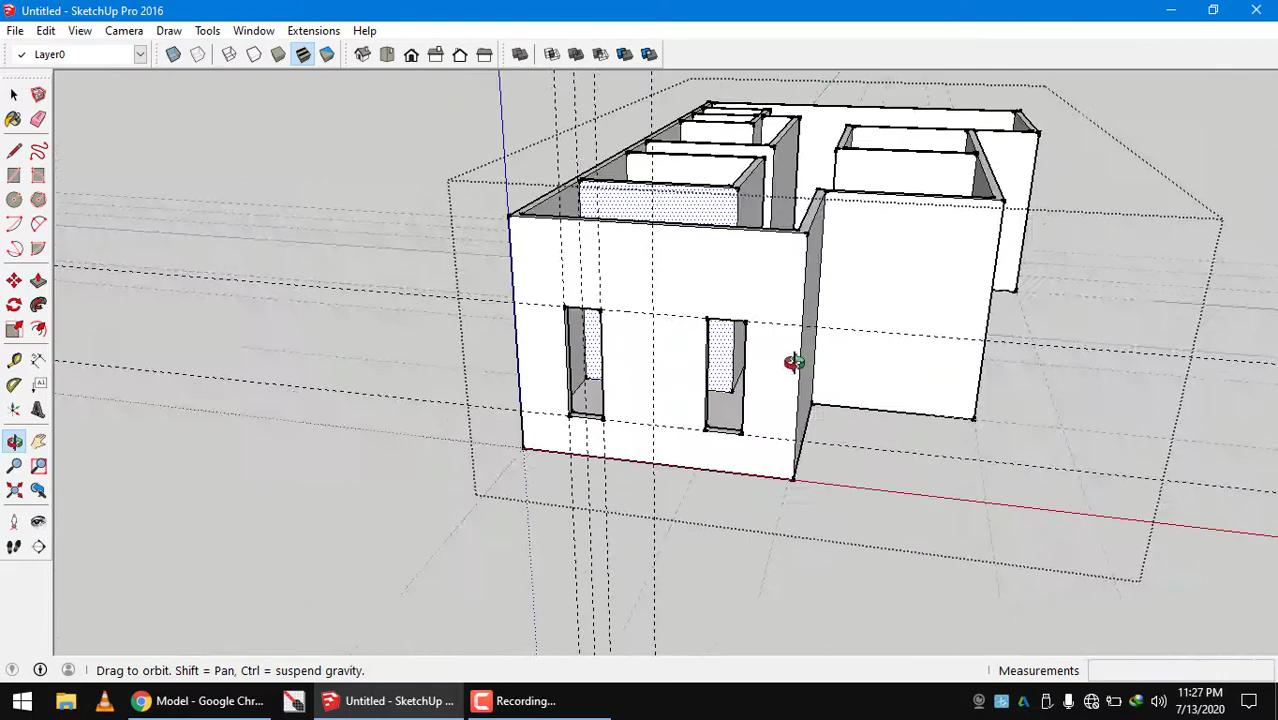 Untitled - SketchUp Pro 2016
File Edit View Camera Draw Tools Window Extensions Help
Layer0
A1
Drag to orbit. Shift = Pan, Ctrl = suspend gravity.
Measurements
Model - Google Chr...
Untitled - SketchUp ...
Recording...
11:27 PM
7/13/2020